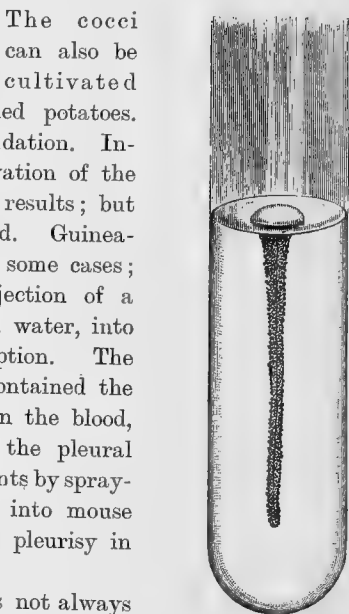 The cocci
can also be
cultivated
ed potatoes.
dation. In-
ation of the
results; but
d. Guinea-
some cases;
jection of a
water, into
ption. The
ontained the
n the blood,
the pleural
nts by spray-
into mouse
pleurisy in
not always